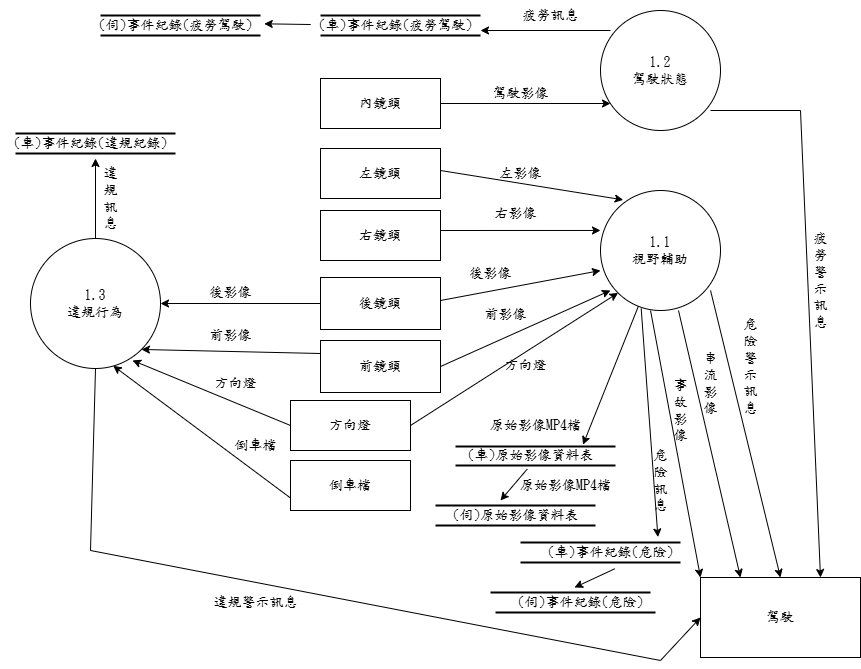 (伺)事件紀錄(疲勞駕駛)
(車)事件紀錄(疲勞駕駛)
疲勞訊息
1.2
駕駛狀態
內鏡頭
駕駛影像
(車)事件紀錄(違規紀錄)
違規訊息
左鏡頭
左影像
右鏡頭
右影像
1.1
視野輔助
疲勞警示訊息
1.3
違規行為
後影像
後鏡頭
後影像
前影像
前鏡頭
前影像
方向燈
方向燈
方向燈
倒車檔
倒車檔
事故影像
串流影像
危險警示訊息
原始影像MP4檔
(車)原始影像資料表
原始影像MP4檔
(伺)原始影像資料表
危險訊息
(車)事件紀錄(危險)
(伺)事件紀錄(危險)
違規警示訊息
駕駛